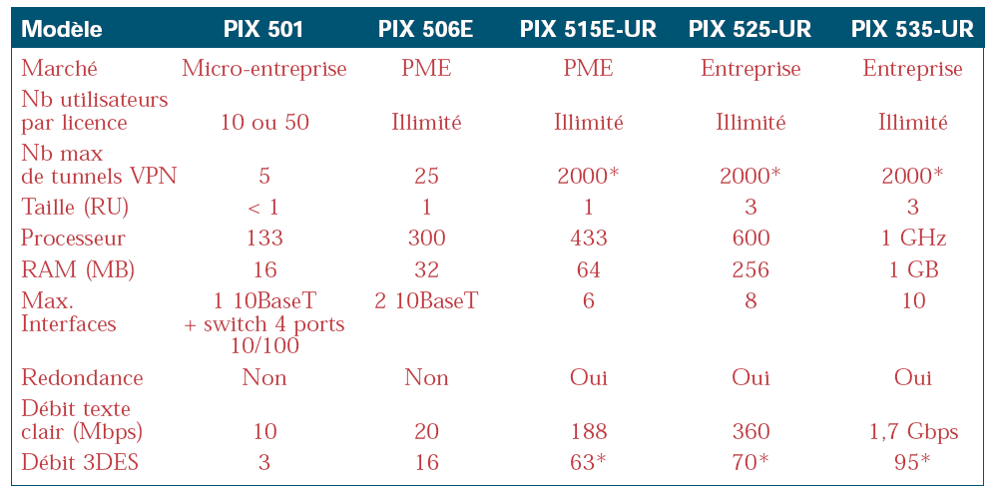 Modèle PIX 501 PIX 506E PIX 515E-UR PIX 525-UR PIX 535-UR
Marché Micro-entreprise PME PME Entreprise Entreprise
Nb utilisateurs
par licence 10 ou 50 Illimité Illimité Illimité Illimité
Nb max
de tunnels VPN 5 25 2000* 2000* 2000*
Taille (RU) < 1 1 1 3 3
Processeur 133 300 433 600 1 GHz
RAM (MB) 16 32 64 256 1 GB
Max. 1 10BaseT 2 10BaseT 6 8 10
Interfaces + switch 4 ports
10/100
Redondance Non Non Oui Oui Oui
Débit texte
clair (Mbps) 10 20 188 360 1,7 Gbps
Débit 3DES 3 16 63* 70* 95*